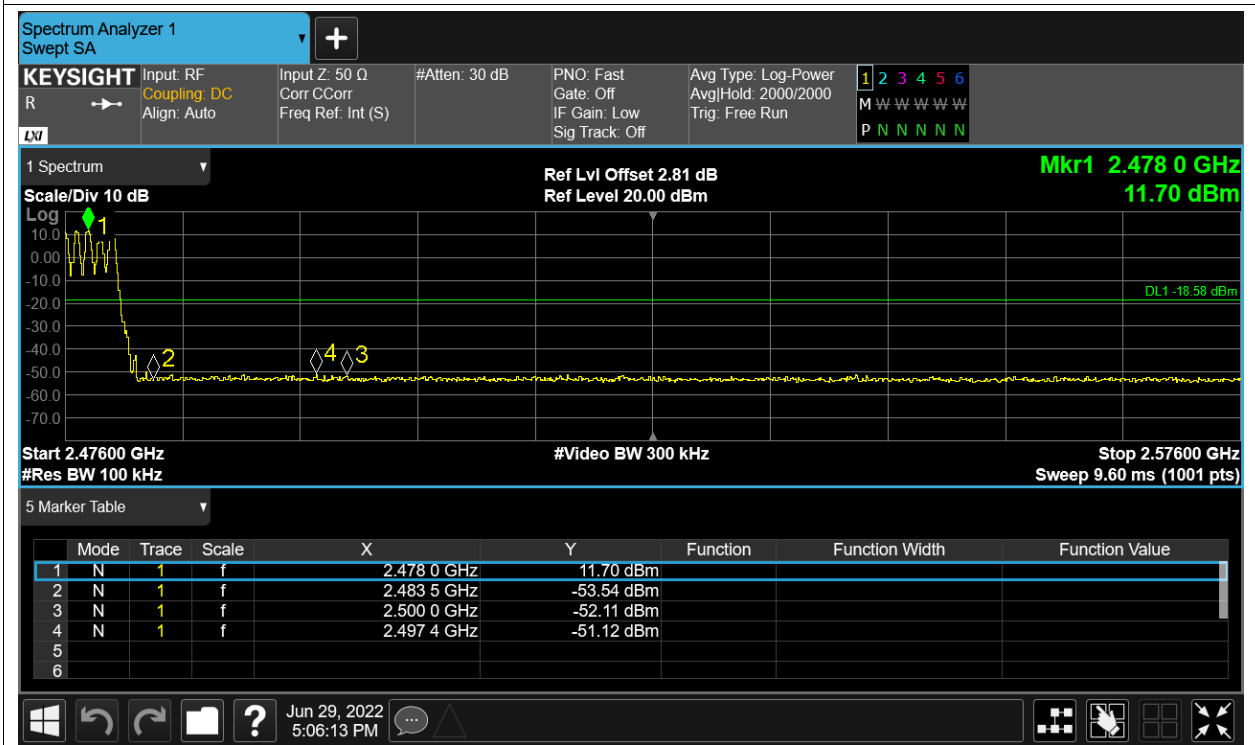 Spectrum Analyzer 1
Swept SA
KEYSIGHT Input: RF Input Z: 50 Ω #Atten: 30 dB PNO: Fast Avg Type: Log-Power 1 2 3 4 5 6
R Coupling: DC Corr CCorr Gate: Off Avg|Hold: 2000/2000 M W W W W W
Align: Auto Freq Ref: Int (S) IF Gain: Low Trig: Free Run
LXI Sig Track: Off P N N N N N
1 Spectrum Ref Lvl Offset 2.81 dB Mkr1 2.478 0 GHz
Scale/Div 10 dB Ref Level 20.00 dBm 11.70 dBm
Log
1
10.0
0.00
-10.0
DL1 -18.58 dBm
-20.0
-30.0
-40.0
2 4 3
-50.0
-60.0
-70.0
Start 2.47600 GHz #Video BW 300 kHz Stop 2.57600 GHz
#Res BW 100 kHz Sweep 9.60 ms (1001 pts)
5 Marker Table
Mode Trace Scale X Y Function Function Width Function Value
1 N 1 f 2.478 0 GHz 11.70 dBm
2 N 1 f 2.483 5 GHz -53.54 dBm
3 N 1 f 2.500 0 GHz -52.11 dBm
4 N 1 f 2.497 4 GHz -51.12 dBm
5
6
? Jun 29, 2022
5:06:13 PM